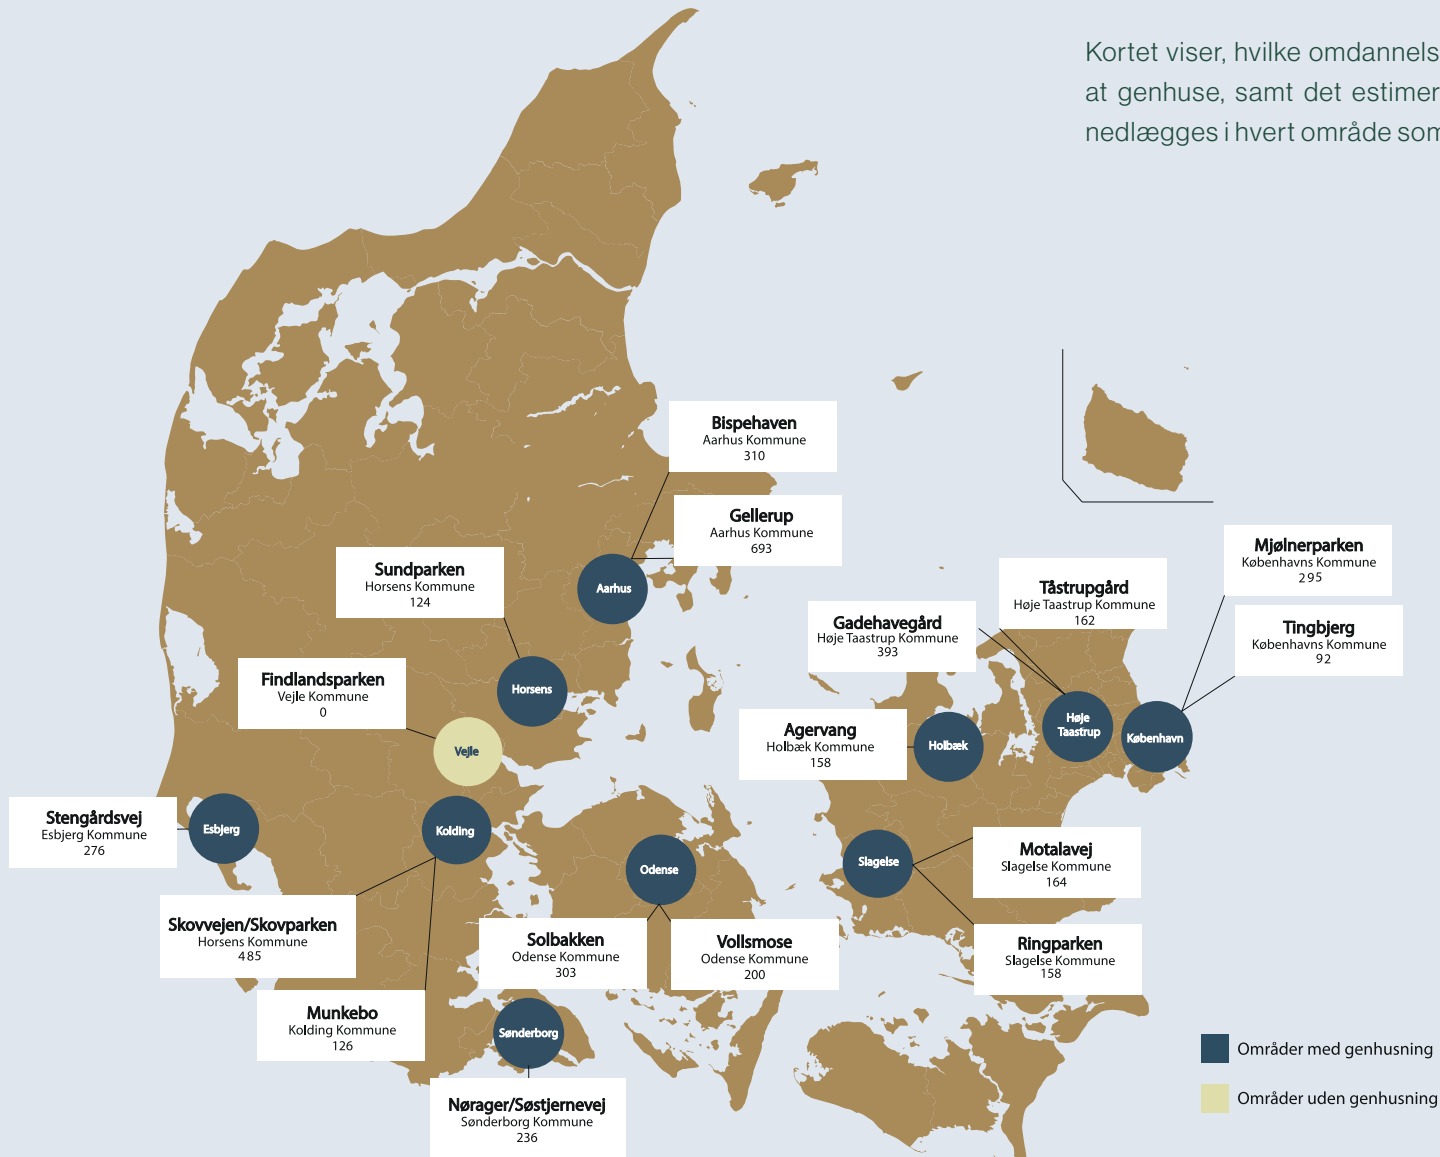 Kortet viser, hvilke omdannels
at genhuse, samt det estimer
nedlægges i hvert område som
Bispehaven
Aarhus Kommune
310
Gellerup
Aarhus Kommune
693
Aarhus
Sundparken
Horsens Kommune
124
Horsens
Findlandsparken
Vejle Kommune
0
Vejle
Mjølnerparken
Københavns Kommune
295
Tåstrupgård
Høje Taastrup Kommune
162
Gadehavegård
Høje Taastrup Kommune
393
Tingbjerg
Københavns Kommune
92
Høje
Taastrup
København
Agervang
Holbæk Kommune
158
Holbæk
Stengårdsvej
Esbjerg Kommune
276
Esbjerg
Kolding
Odense
Slagelse
Motalavej
Slagelse Kommune
164
Skovvejen/Skovparken
Horsens Kommune
485
Solbakken
Odense Kommune
303
Vollsmose
Odense Kommune
200
Ringparken
Slagelse Kommune
158
Munkebo
Kolding Kommune
126
Sønderborg
Nørager/Søstjernevej
Sønderborg Kommune
236
Områder med genhusning
Områder uden genhusning